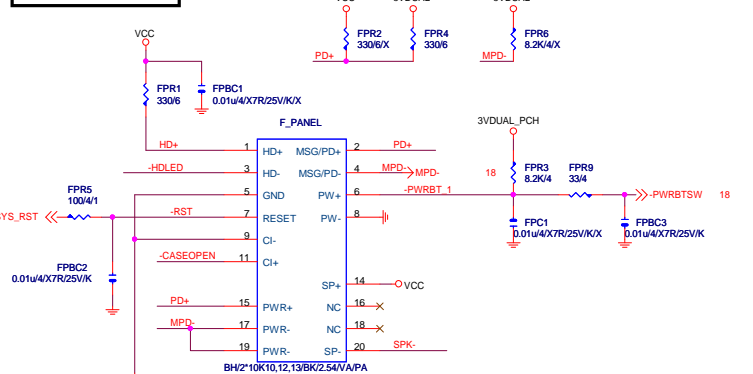 FPR2
330/6/X
FPR4
330/6
FPR6
8.2K/4/X
PD+
MPD-
VCC
FPR1
330/6
FPBC1
0.01u/4/X7R/25V/K/X
F_PANEL
3VDUAL_PCH
HD+ 1 HD+ MSG/PD+ 2 PD+
-HDLED 3 HD- MSG/PD- 4 MPD- MPD- 18
FPR3
8.2K/4
FPR9
33/4
5 GND PW+ 6 -PWRBT_1 -PWRBTSW 18
FPR5
100/4/1
SYS_RST -RST 7 RESET PW- 8
9 CI-
FPC1
0.01u/4/X7R/25V/K/X
FPBC3
0.01u/4/X7R/25V/K
-CASEOPEN 11 CI+
FPBC2
0.01u/4/X7R/25V/K
SP+ 14 VCC
PD+ 15 PWR+ NC 16
MPD- 17 PWR- NC 18
19 PWR- SP- 20 SPK-
BH/2*10K10,12,13/BK/2.54/VA/PA